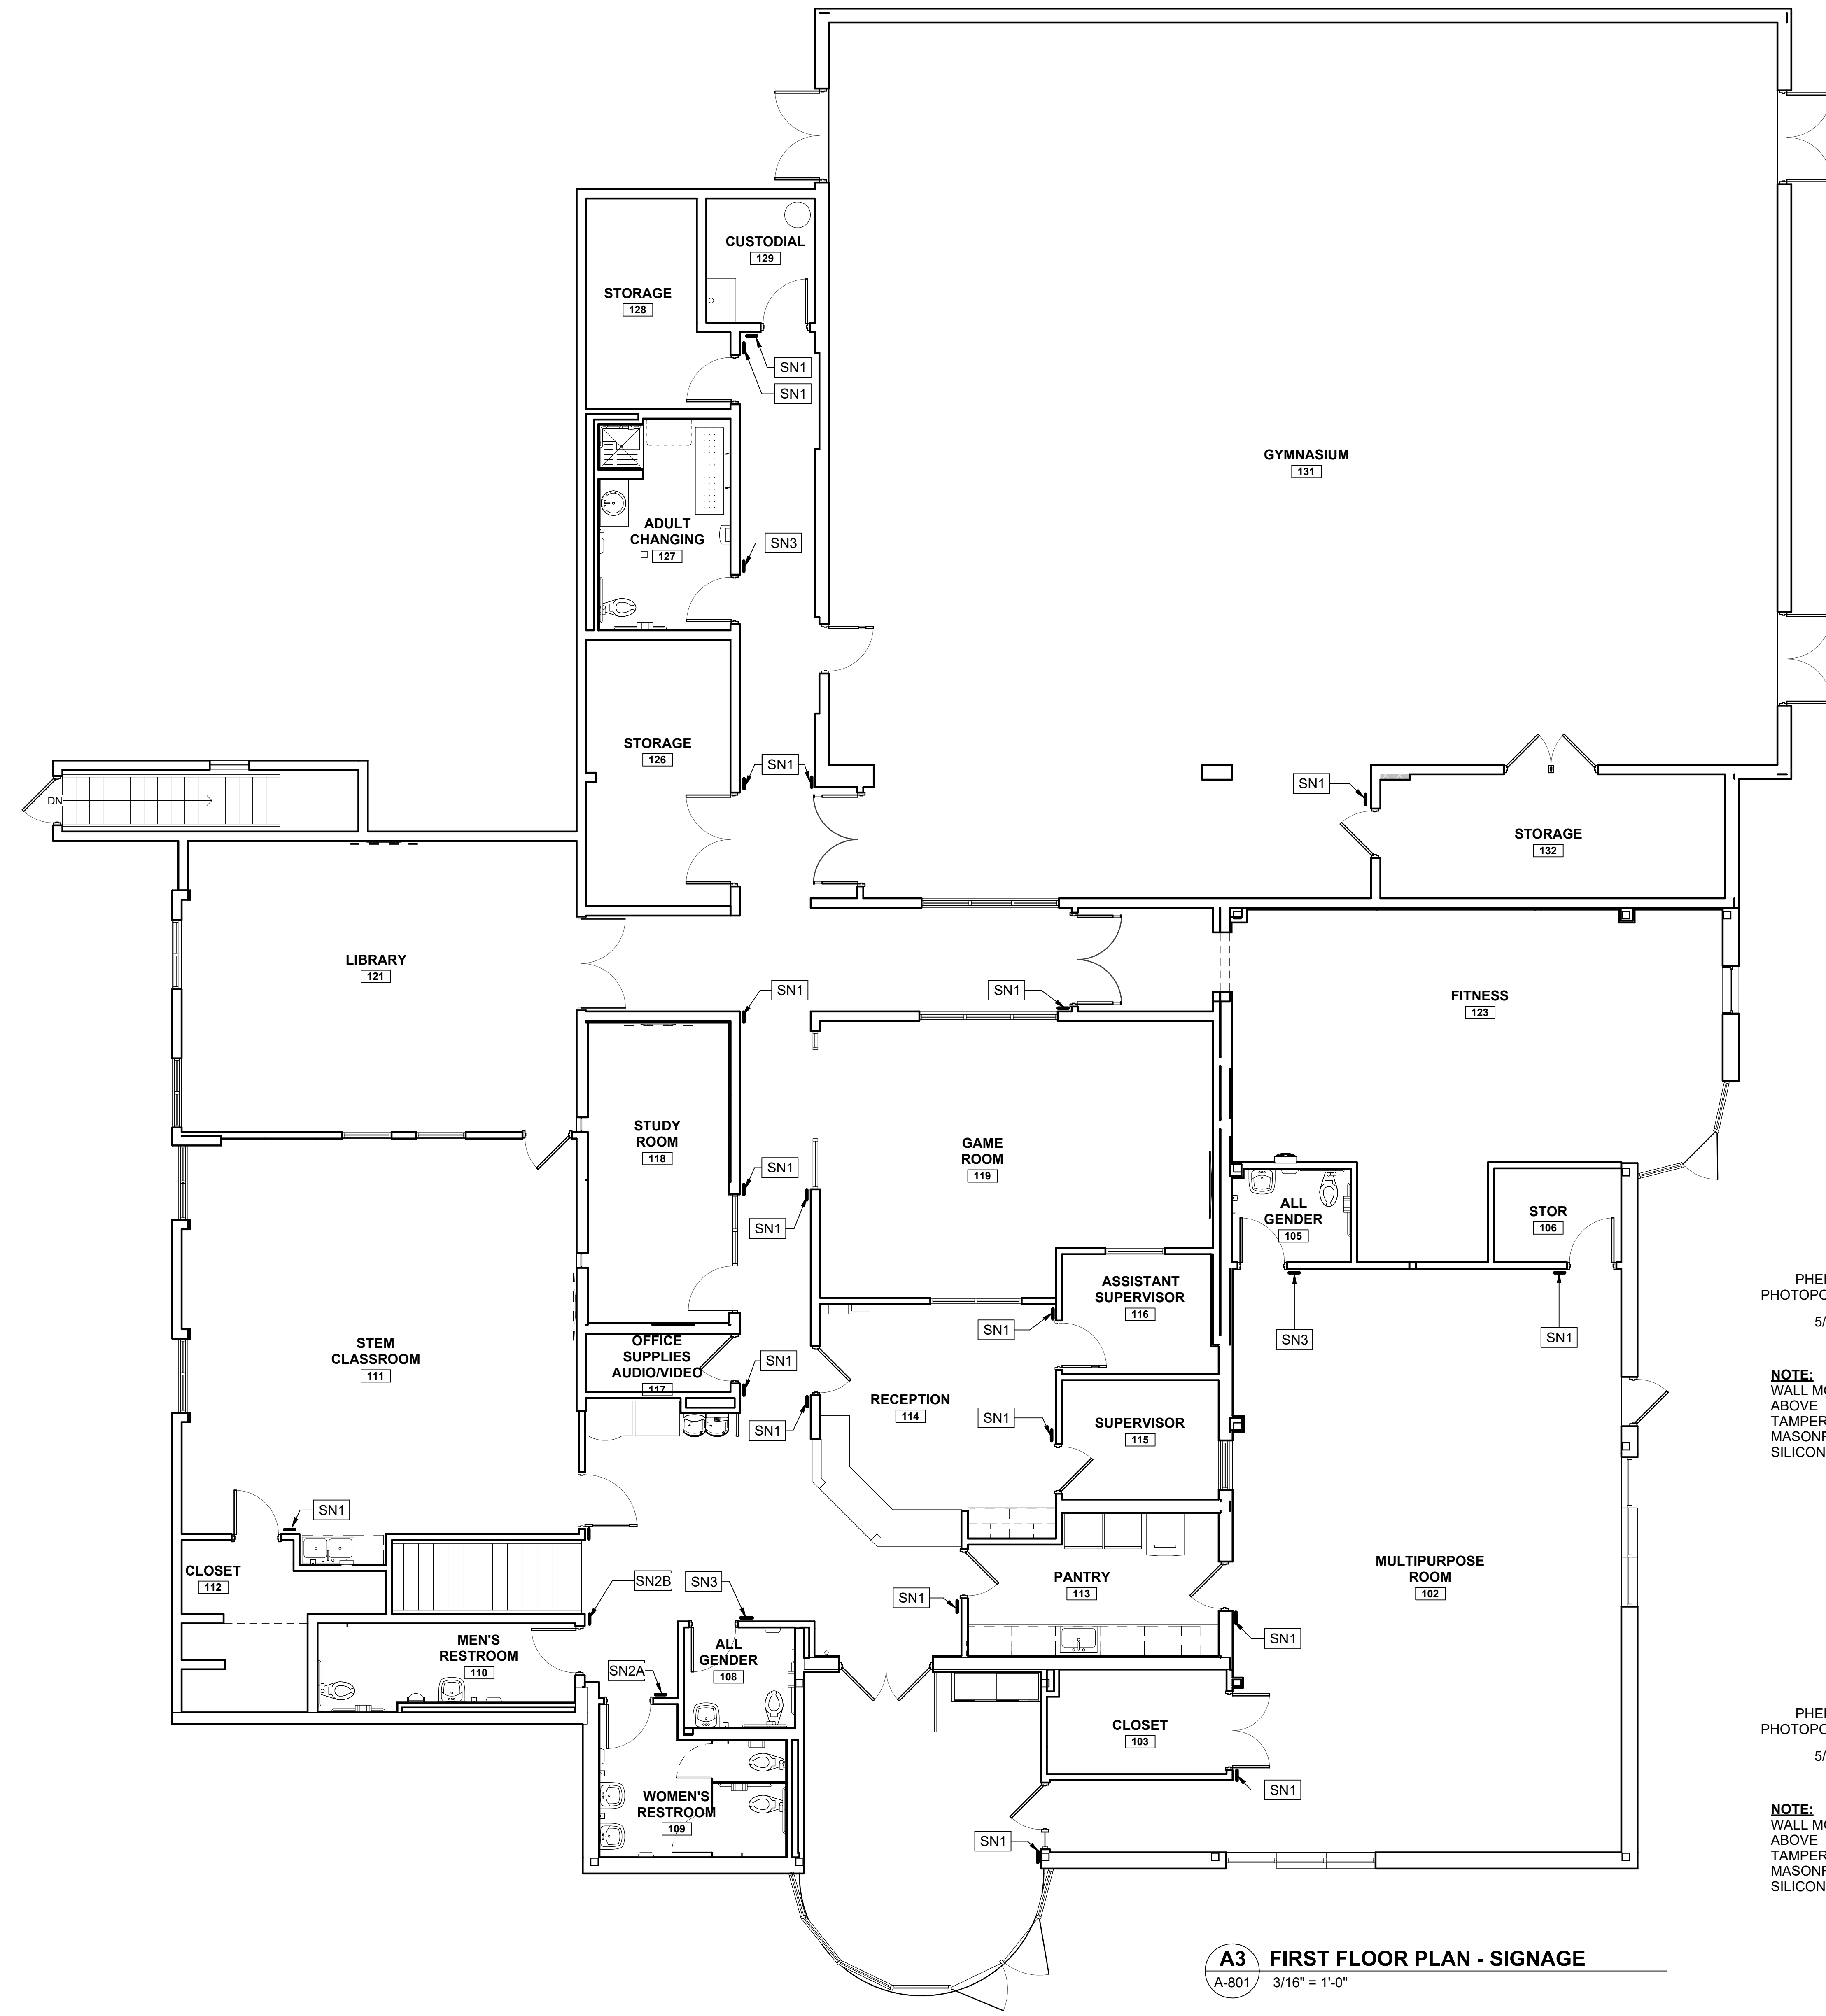 CUSTODIAL
129
STORAGE
128
SN1
SN1
GYMNASIUM
131
ADULT
CHANGING
127
SN3
STORAGE
126
SN1
SN1
DN
STORAGE
132
LIBRARY
121
SN1
SN1
FITNESS
123
STUDY
ROOM
118
GAME
ROOM
119
SN1
SN1
ALL
GENDER
105
STOR
106
ASSISTANT
SUPERVISOR
116
SN1
SN3
SN1
STEM
CLASSROOM
111
OFFICE
SUPPLIES
AUDIO/VIDEO
117
SN1
SN1
RECEPTION
114
SN1
SUPERVISOR
115
SN1
CLOSET
112
SN2B
SN3
PANTRY
113
SN1
MULTIPURPOSE
ROOM
102
SN1
MEN'S
RESTROOM
110
ALL
GENDER
108
SN2A
CLOSET
103
SN1
WOMEN'S
RESTROOM
109
SN1
PHE
PHOTOPO
5/
NOTE:
WALL MO
ABOVE
TAMPER
MASON
SILICON
PHE
PHOTOPO
5/
NOTE:
WALL MO
ABOVE
TAMPER
MASON
SILICON
A3 FIRST FLOOR PLAN - SIGNAGE
A-801 3/16" = 1'-0"